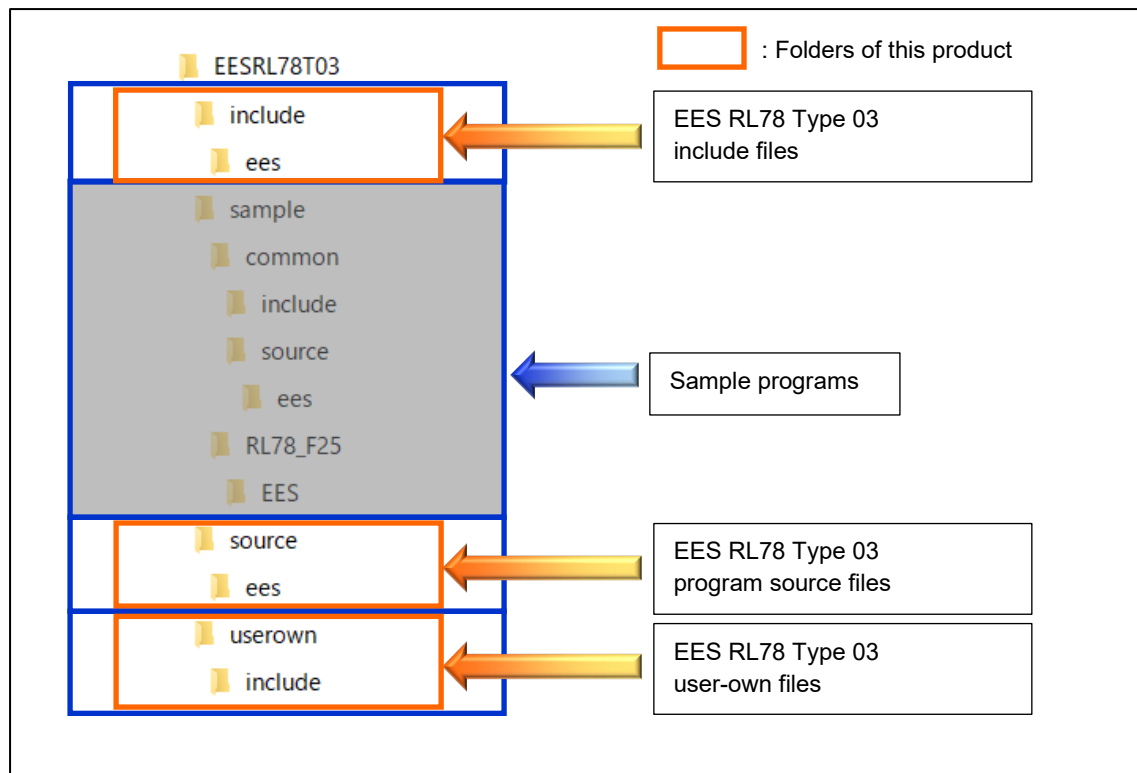 EESRL78T03
: Folders of this product
include
ees
EES RL78 Type 03
include files
sample
common
include
source
ees
RL78_F25
EES
Sample programs
source
ees
EES RL78 Type 03
program source files
userown
include
EES RL78 Type 03
user-own files